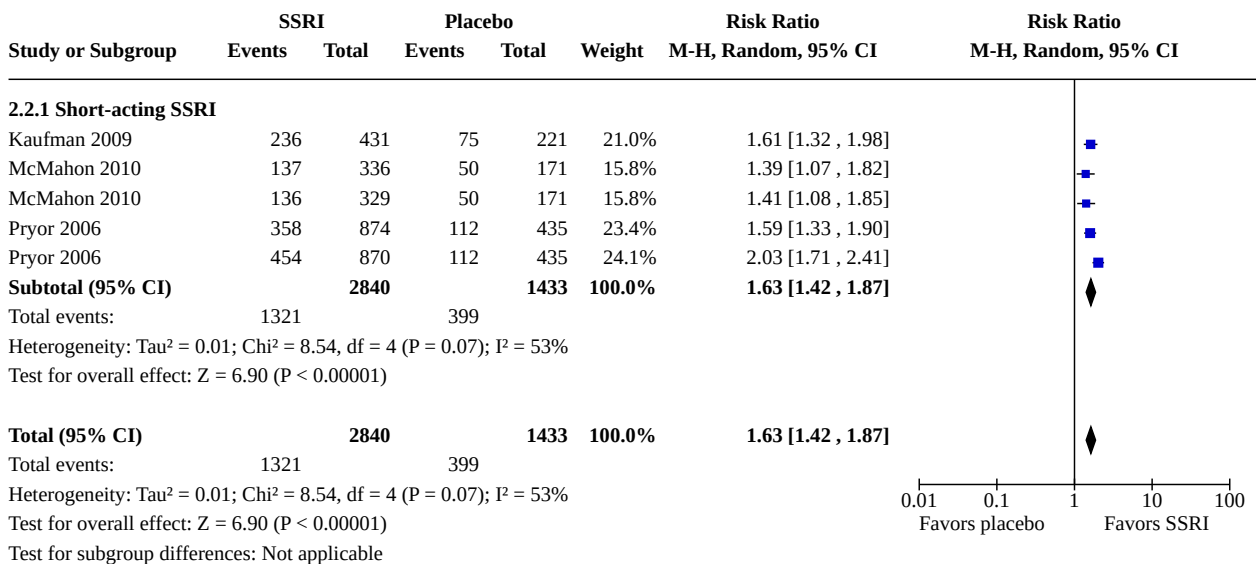 SSRI Placebo Risk Ratio Risk Ratio
Study or Subgroup Events Total Events Total Weight M-H, Random, 95% CI M-H, Random, 95% CI
2.2.1 Short-acting SSRI
Kaufman 2009 236 431 75 221 21.0% 1.61 [1.32 , 1.98]
McMahon 2010 137 336 50 171 15.8% 1.39 [1.07 , 1.82]
McMahon 2010 136 329 50 171 15.8% 1.41 [1.08 , 1.85]
Pryor 2006 358 874 112 435 23.4% 1.59 [1.33 , 1.90]
Pryor 2006 454 870 112 435 24.1% 2.03 [1.71 , 2.41]
Subtotal (95% CI) 2840 1433 100.0% 1.63 [1.42 , 1.87]
Total events: 1321 399
Heterogeneity: Tau² = 0.01; Chi² = 8.54, df = 4 (P = 0.07); I² = 53%
Test for overall effect: Z = 6.90 (P < 0.00001)
Total (95% CI) 2840 1433 100.0% 1.63 [1.42 , 1.87]
Total events: 1321 399
Heterogeneity: Tau² = 0.01; Chi² = 8.54, df = 4 (P = 0.07); I² = 53%
0.01 0.1 1 10 100
Test for overall effect: Z = 6.90 (P < 0.00001) Favors placebo Favors SSRI
Test for subgroup differences: Not applicable